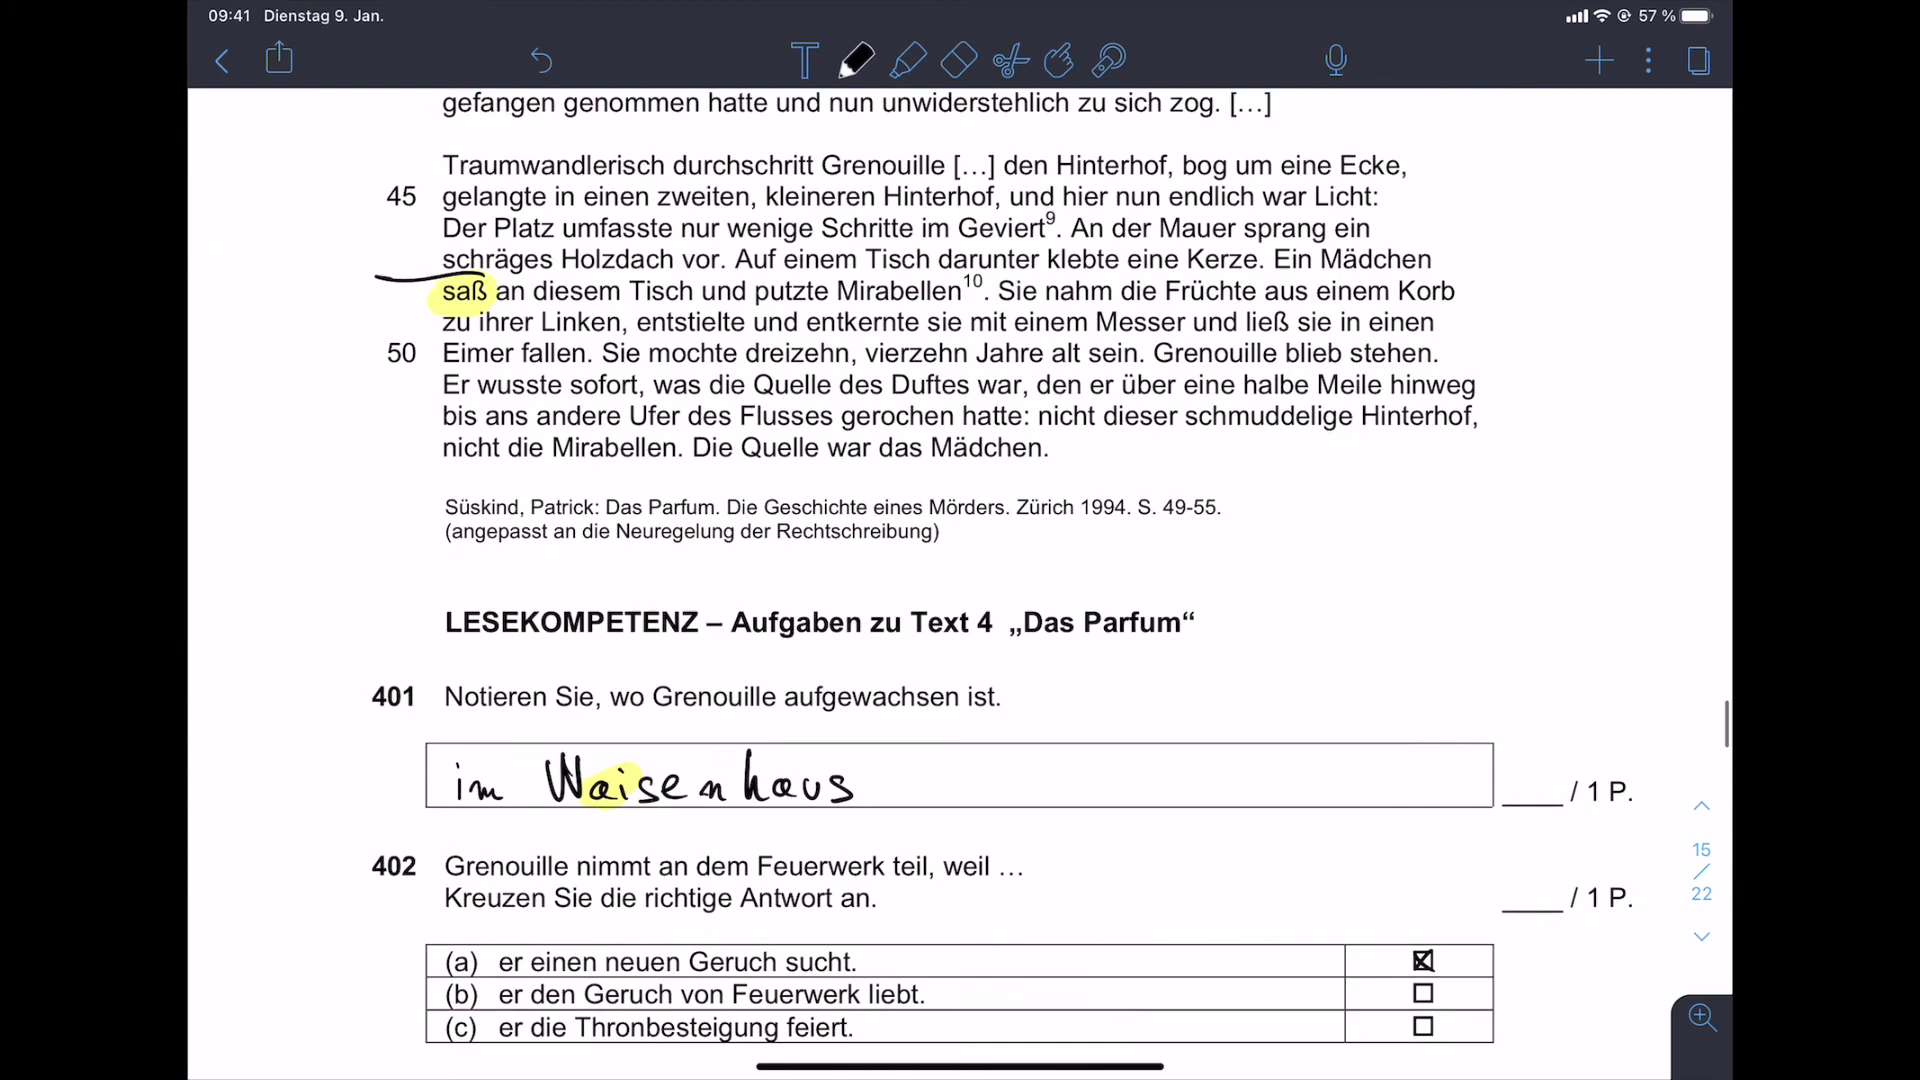 09:41 Dienstag 9. Jan.
57 %
gefangen genommen hatte und nun unwiderstehlich zu sich zog. […]
Traumwandlerisch durchschritt Grenouille […] den Hinterhof, bog um eine Ecke,
45 gelangte in einen zweiten, kleineren Hinterhof, und hier nun endlich war Licht:
Der Platz umfasste nur wenige Schritte im Geviert⁹. An der Mauer sprang ein
schräges Holzdach vor. Auf einem Tisch darunter klebte eine Kerze. Ein Mädchen
saß an diesem Tisch und putzte Mirabellen¹⁰. Sie nahm die Früchte aus einem Korb
zu ihrer Linken, entstielte und entkernte sie mit einem Messer und ließ sie in einen
50 Eimer fallen. Sie mochte dreizehn, vierzehn Jahre alt sein. Grenouille blieb stehen.
Er wusste sofort, was die Quelle des Duftes war, den er über eine halbe Meile hinweg
bis ans andere Ufer des Flusses gerochen hatte: nicht dieser schmuddelige Hinterhof,
nicht die Mirabellen. Die Quelle war das Mädchen.
Süskind, Patrick: Das Parfum. Die Geschichte eines Mörders. Zürich 1994. S. 49-55.
(angepasst an die Neuregelung der Rechtschreibung)
LESEKOMPETENZ – Aufgaben zu Text 4 „Das Parfum“
401 Notieren Sie, wo Grenouille aufgewachsen ist.
im Waisenhaus
____ / 1 P.
402 Grenouille nimmt an dem Feuerwerk teil, weil …
Kreuzen Sie die richtige Antwort an.
____ / 1 P.
(a) er einen neuen Geruch sucht.
(b) er den Geruch von Feuerwerk liebt.
(c) er die Thronbesteigung feiert.
15
/
22